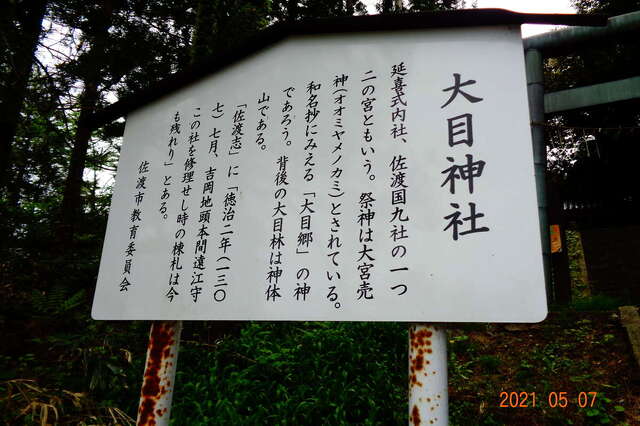 大目神社
延喜式内社、佐渡国九社の一つ
二の宮ともいう。祭神は大宮売
神(オオミヤメノカミ)とされている。
和名抄にみえる「大目郷」の神
であろう。背後の大目林は神体
山である。
「佐渡志」に「徳治二年(一三〇
七)七月、吉岡地頭本間遠江守
この社を修理せし時の棟札は今
も残れり」とある。
佐渡市教育委員会
2021 05 07